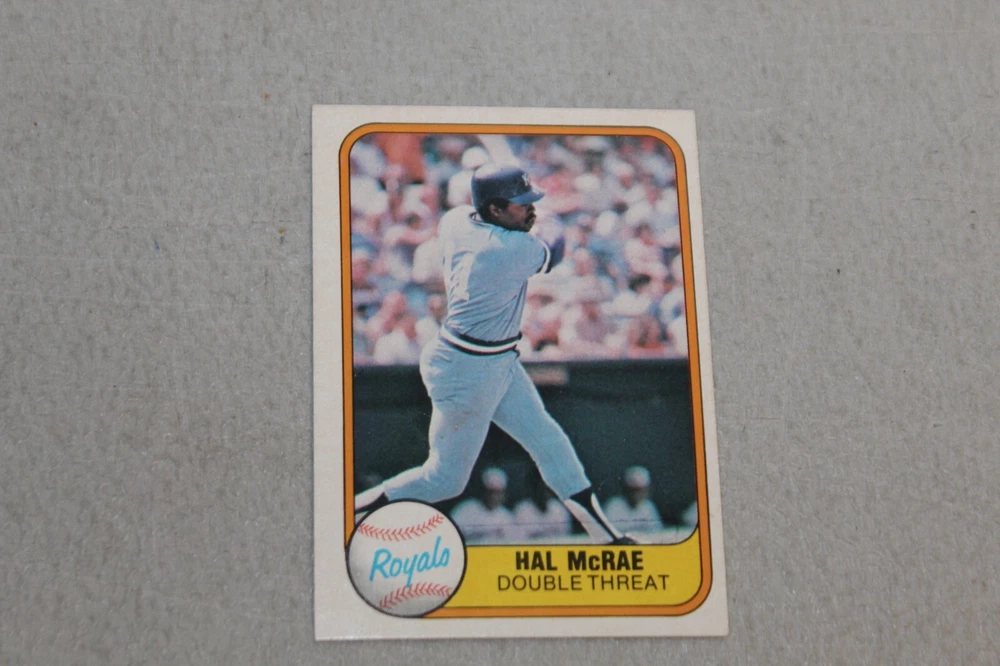 Royals
HAL McRAE
DOUBLE THREAT